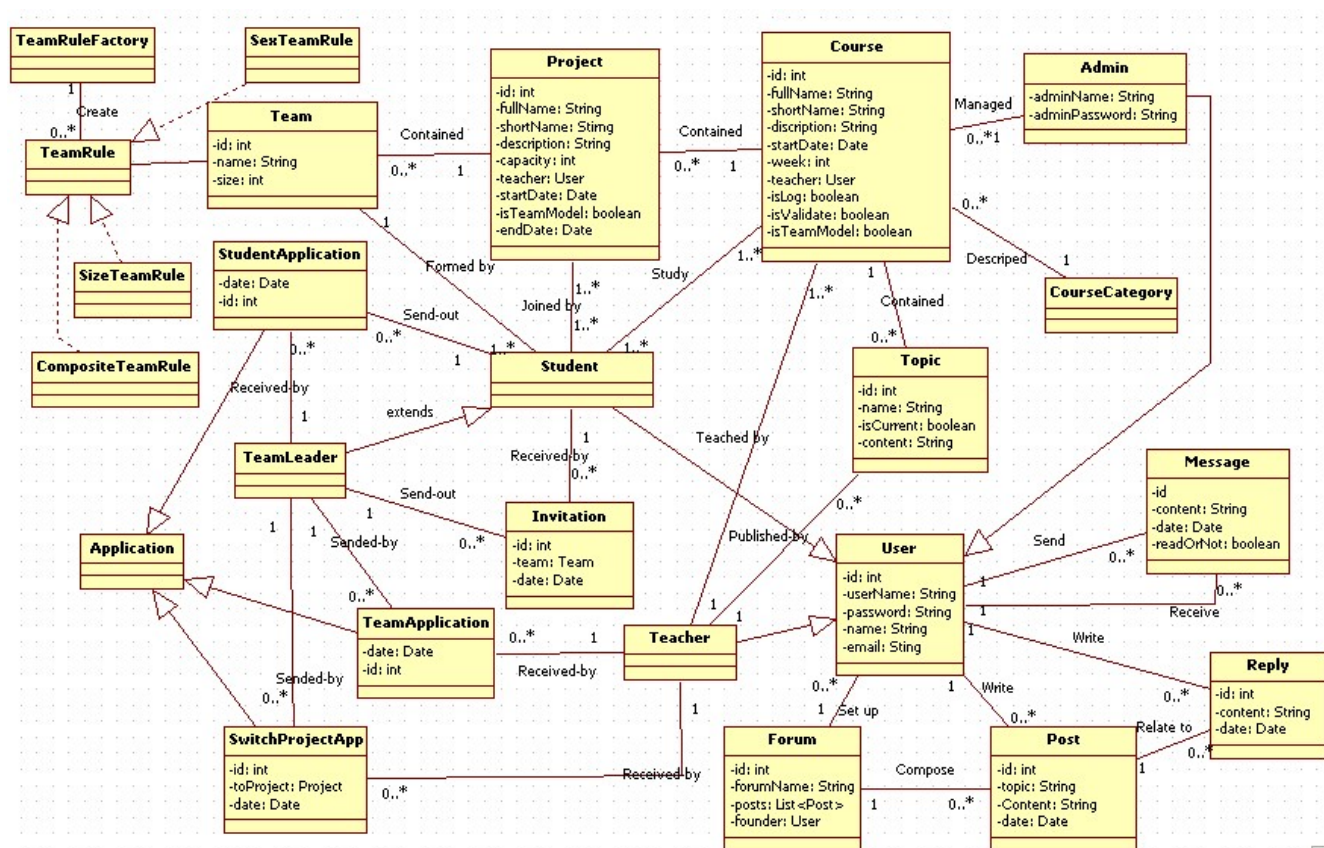 TeamRuleFactory
SexTeamRule
1
Create
0..*
TeamRule
Team
-id: int
-name: String
-size: int
Contained
0..*
1
Project
-id: int
-fullName: String
-shortName: String
-description: String
-capacity: int
-teacher: User
-startDate: Date
-isTeamModel: boolean
-endDate: Date
Contained
0..*
1
Course
-id: int
-fullName: String
-shortName: String
-discription: String
-startDate: Date
-week: int
-teacher: User
-isLog: boolean
-isValidate: boolean
-isTeamModel: boolean
Managed
0..*1
Admin
-adminName: String
-adminPassword: String
0..*
Descriped
1
CourseCategory
SizeTeamRule
CompositeTeamRule
StudentApplication
-date: Date
-id: int
1
Formed by
1..*
Send-out
0..*
1
1..*
Joined by
1..*
Study
1..*
1..*
Student
1..*
Teached by
1
1
Contained
0..*
Topic
-id: int
-name: String
-isCurrent: boolean
-content: String
0..*
Published-by
1
0..*
Received-by
1
extends
TeamLeader
1
Received-by
0..*
Send-out
1
0..*
Invitation
-id: int
-team: Team
-date: Date
Application
1
1
Sended-by
0..*
TeamApplication
-date: Date
-id: int
0..*
1
Received-by
Teacher
User
-id: int
-userName: String
-password: String
-name: String
-email: Sting
Message
-id
-content: String
-date: Date
-readOrNot: boolean
Send
1
0..*
1
0..*
Receive
1
Write
0..*
Reply
-id: int
-content: String
-date: Date
Sended-by
0..*
SwitchProjectApp
-id: int
-toProject: Project
-date: Date
1
Received by
0..*
0..*
1
Set up
Forum
-id: int
-forumName: String
-posts: List<Post>
-founder: User
1
Write
0..*
Compose
1
0..*
Post
-id: int
-topic: String
-Content: String
-date: Date
Relate to
1
0..*